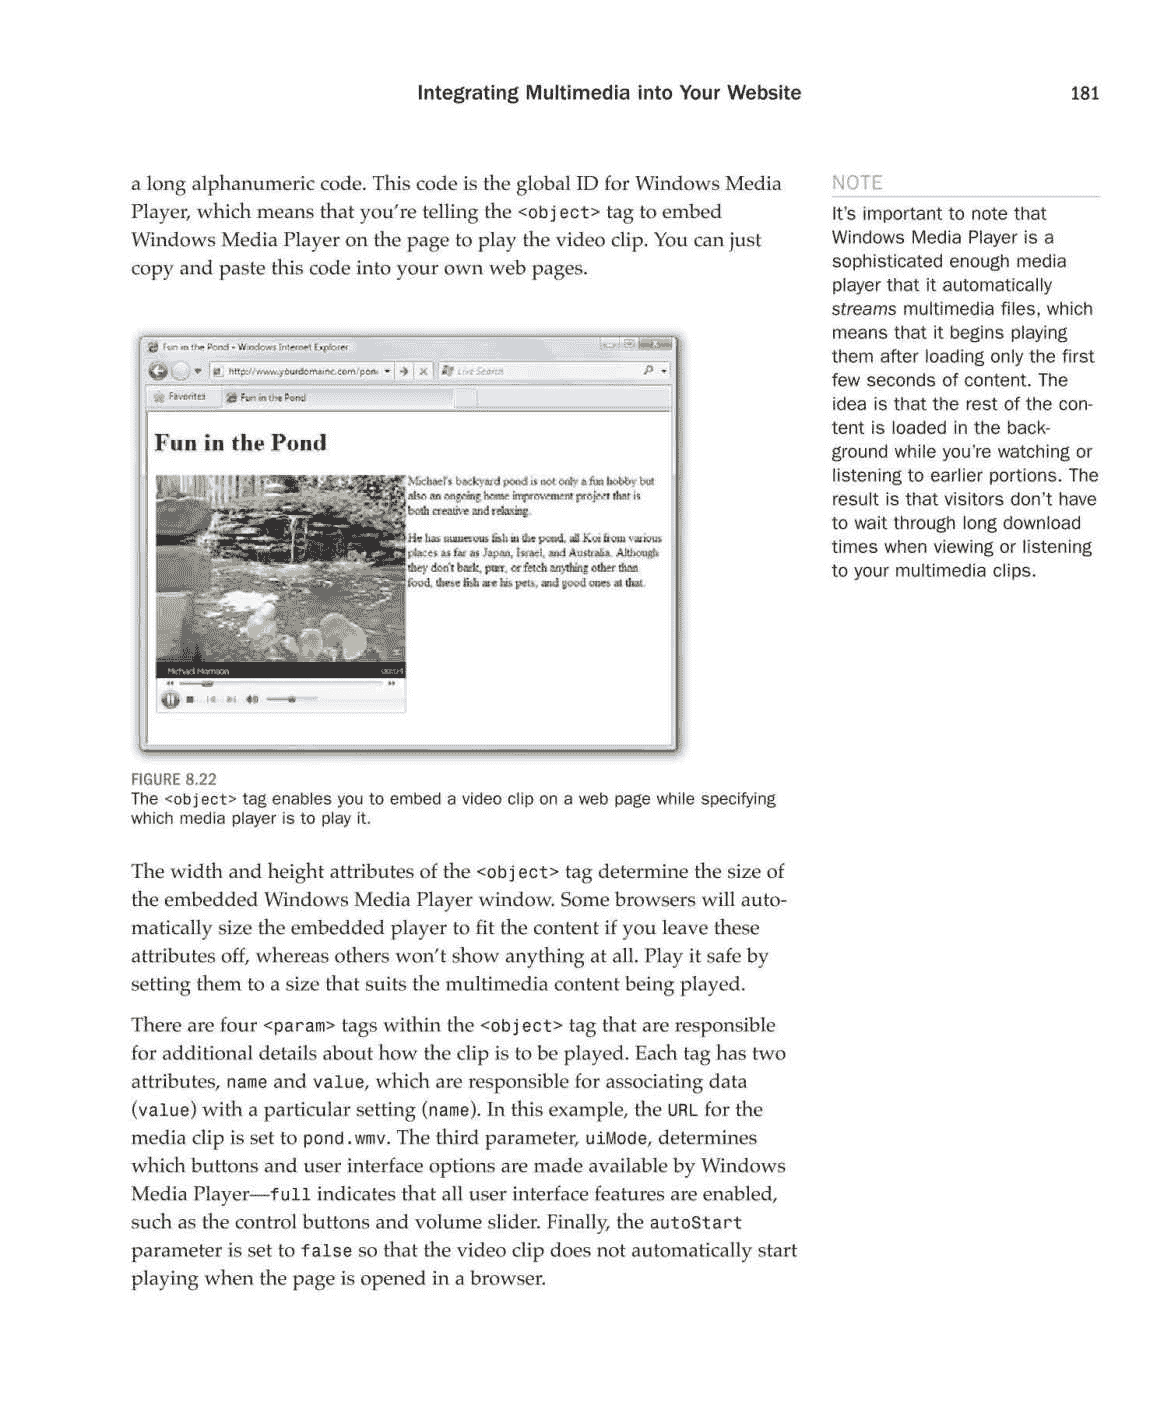 Integrating Multimedia into Your Website
181
a long alphanumeric code. This code is the global ID for Windows Media
Player, which means that you're telling the <object> tag to embed
Windows Media Player on the page to play the video clip. You can just
copy and paste this code into your own web pages.
Fun in the Pond - Windows Internet Explorer
http://www.yourdomainc.com/pon
Live Search
Favorites
Fun in the Pond
Fun in the Pond
Michael's backyard pond is not only a fun hobby but
also an ongoing home improvement project that is
both creative and relaxing.
He has numerous fish in the pond, all Koi from various
places as far as Japan, Israel, and Australia. Although
they don't bark, purr, or fetch anything other than
food, these fish are his pets, and good ones at that.
Michael Morrison
FIGURE 8.22
The <object> tag enables you to embed a video clip on a web page while specifying
which media player is to play it.
The width and height attributes of the <object> tag determine the size of
the embedded Windows Media Player window. Some browsers will auto-
matically size the embedded player to fit the content if you leave these
attributes off, whereas others won't show anything at all. Play it safe by
setting them to a size that suits the multimedia content being played.
There are four <param> tags within the <object> tag that are responsible
for additional details about how the clip is to be played. Each tag has two
attributes, name and value, which are responsible for associating data
(value) with a particular setting (name). In this example, the URL for the
media clip is set to pond.wmv. The third parameter, uiMode, determines
which buttons and user interface options are made available by Windows
Media Player—full indicates that all user interface features are enabled,
such as the control buttons and volume slider. Finally, the autoStart
parameter is set to false so that the video clip does not automatically start
playing when the page is opened in a browser.
NOTE
It's important to note that
Windows Media Player is a
sophisticated enough media
player that it automatically
streams multimedia files, which
means that it begins playing
them after loading only the first
few seconds of content. The
idea is that the rest of the con-
tent is loaded in the back-
ground while you're watching or
listening to earlier portions. The
result is that visitors don't have
to wait through long download
times when viewing or listening
to your multimedia clips.